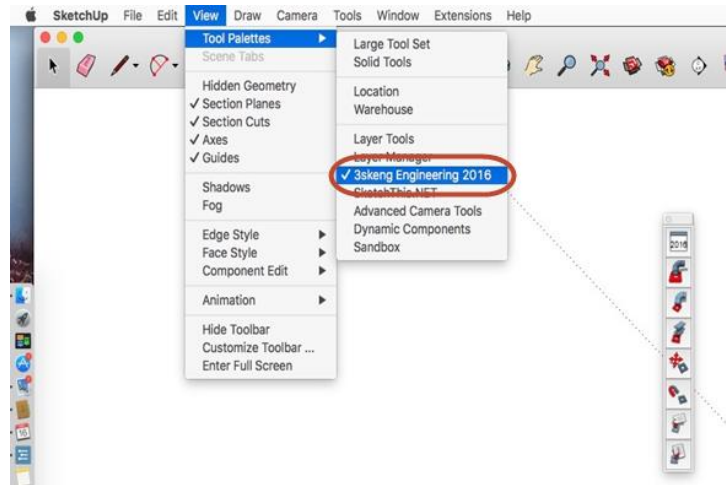 SketchUp File Edit View Draw Camera Tools Window Extensions Help
Tool Palettes
Scene Tabs
Hidden Geometry
✓ Section Planes
✓ Section Cuts
✓ Axes
✓ Guides
Shadows
Fog
Edge Style
Face Style
Component Edit
Animation
Hide Toolbar
Customize Toolbar ...
Enter Full Screen
Large Tool Set
Solid Tools
Location
Warehouse
Layer Tools
Layer Manager
✓ 3skeng Engineering 2016
SketchThis.NET
Advanced Camera Tools
Dynamic Components
Sandbox
2016